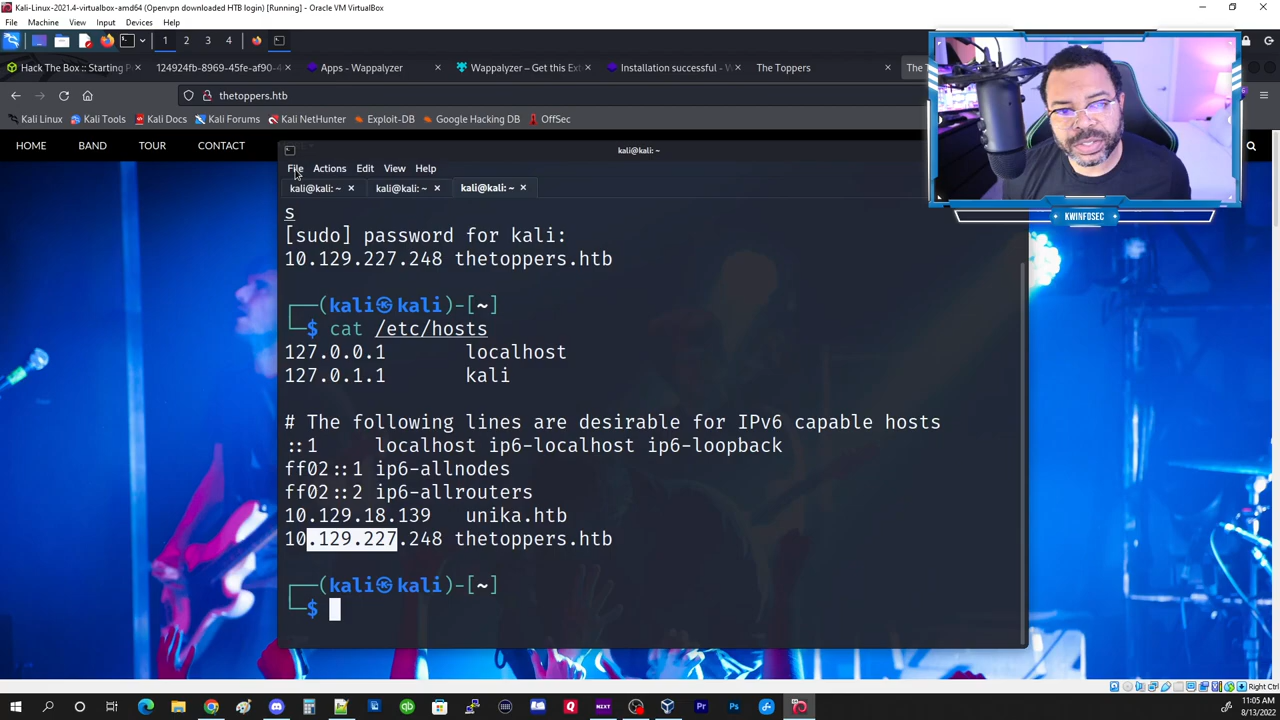 Kali-Linux-2021.4-virtualbox-amd64 (Openvpn downloaded HTB login) [Running] - Oracle VM VirtualBox
File Machine View Input Devices Help
1 2 3 4
Hack The Box :: Starting P
124924fb-8969-45fe-a90-
Apps - Wappalyzer
Wappalyzer – Get this Ext
Installation successful - W
The Toppers
The
thetoppers.htb
Kali Linux Kali Tools Kali Docs Kali Forums Kali NetHunter Exploit-DB Google Hacking DB OffSec
HOME BAND TOUR CONTACT
kali@kali: ~
File Actions Edit View Help
kali@kali: ~ × kali@kali: ~ × kali@kali: ~ ×
s
[sudo] password for kali:
10.129.227.248 thetoppers.htb
┌──(kali㉿kali)-[~]
└─$ cat /etc/hosts
127.0.0.1 localhost
127.0.1.1 kali
# The following lines are desirable for IPv6 capable hosts
::1 localhost ip6-localhost ip6-loopback
ff02::1 ip6-allnodes
ff02::2 ip6-allrouters
10.129.18.139 unika.htb
10.129.227.248 thetoppers.htb
┌──(kali㉿kali)-[~]
└─$
KWINFOSEC
Right Ctrl
NZXT
Pr
Ps
11:05 AM
8/13/2022